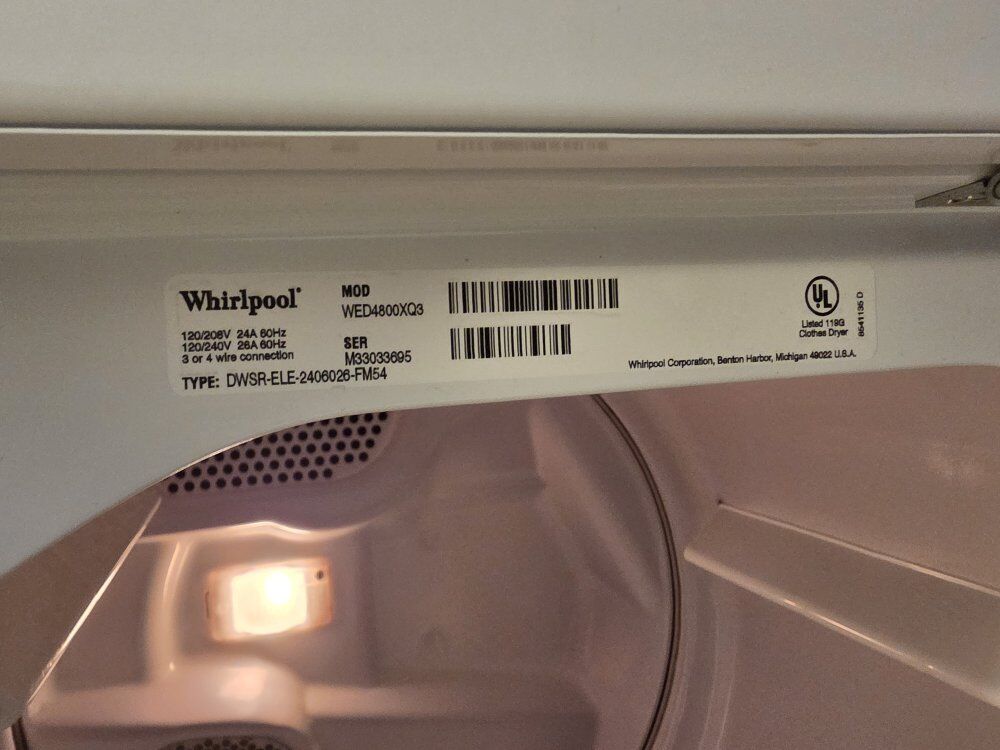 Whirlpool®
120/208V 24A 60Hz
120/240V 26A 60Hz
3 or 4 wire connection
TYPE: DWSR-ELE-2406026-FM54
MOD
WED4800XQ3
SER
M33033695
UL
Listed 119G
Clothes Dryer
8541135 D
Whirlpool Corporation, Benton Harbor, Michigan 49022 U.S.A.